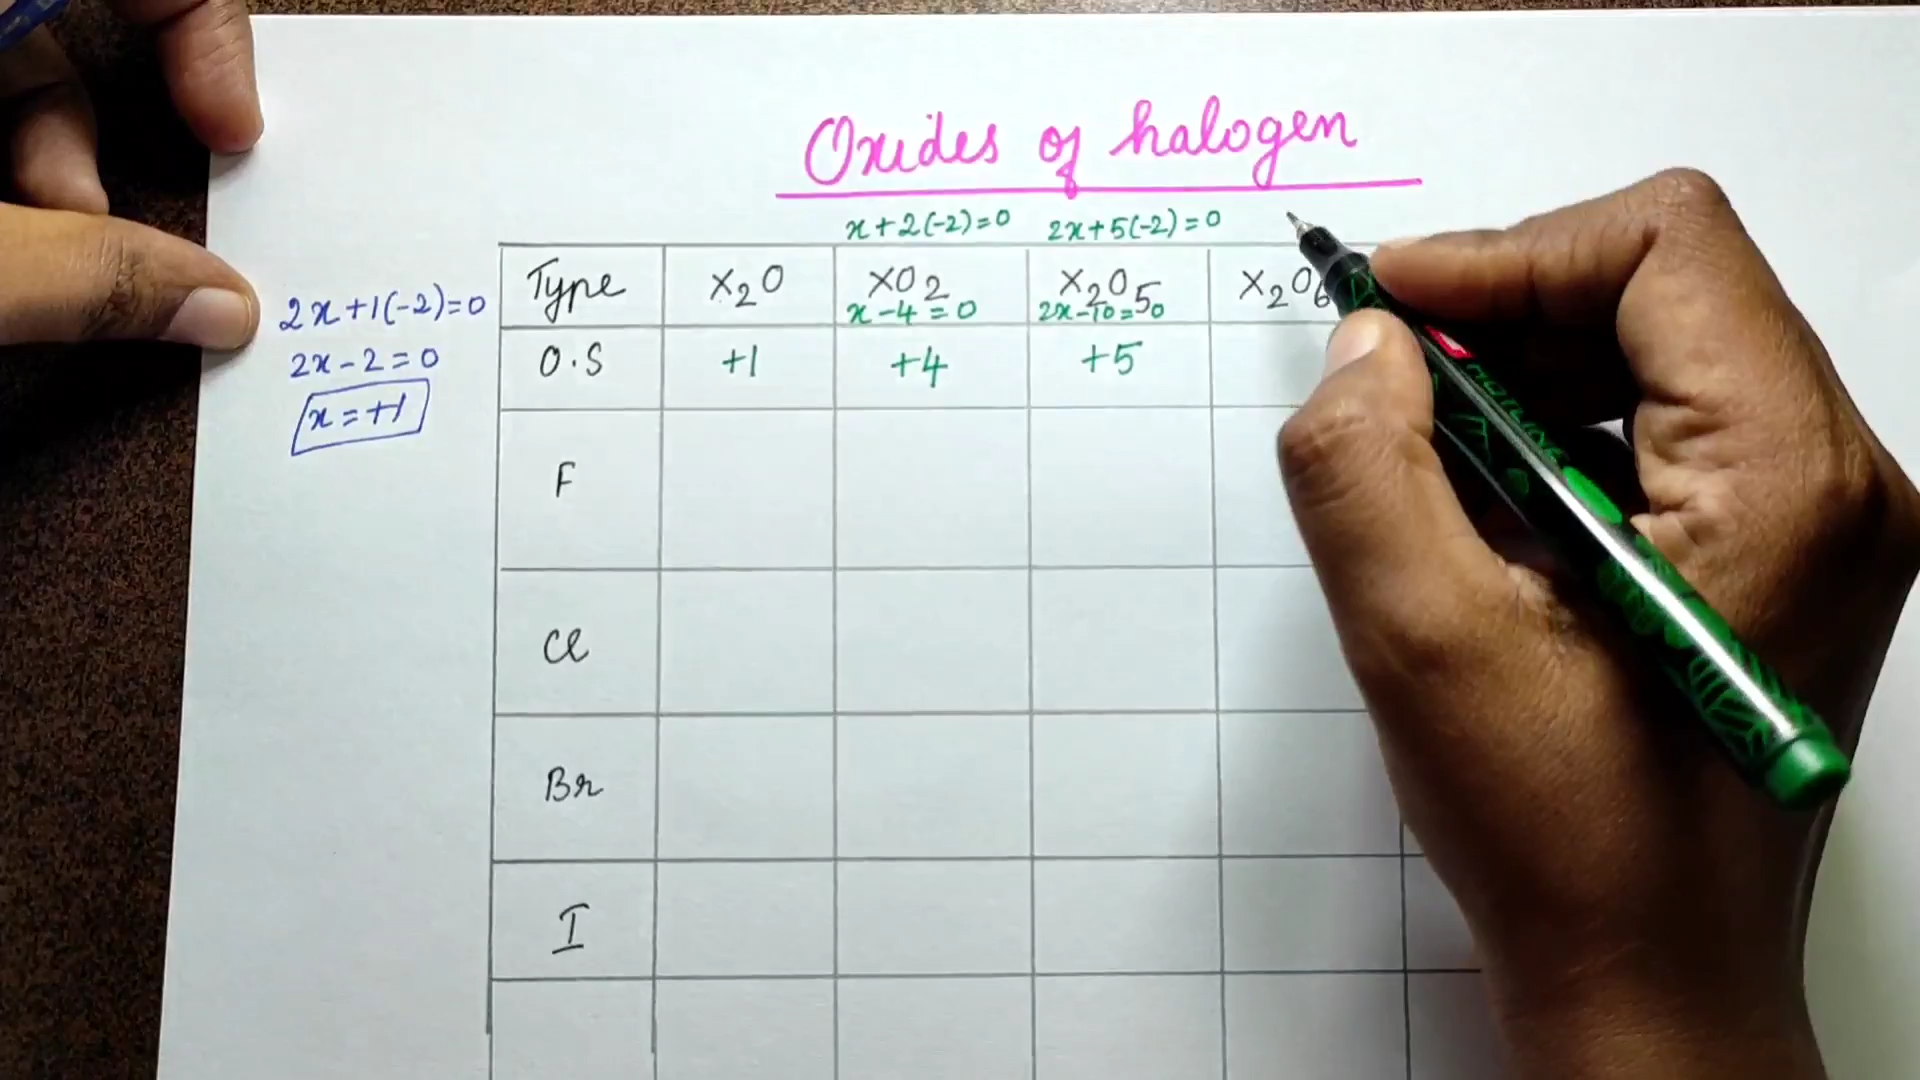 Oxides of halogen
x+2(-2)=0 2x+5(-2)=0
Type X₂O XO₂ X₂O₅ X₂O₆
x-4=0 2x-10=0
O.S +1 +4 +5
F
Cl
Br
I
2x+1(-2)=0
2x-2=0
x=+1